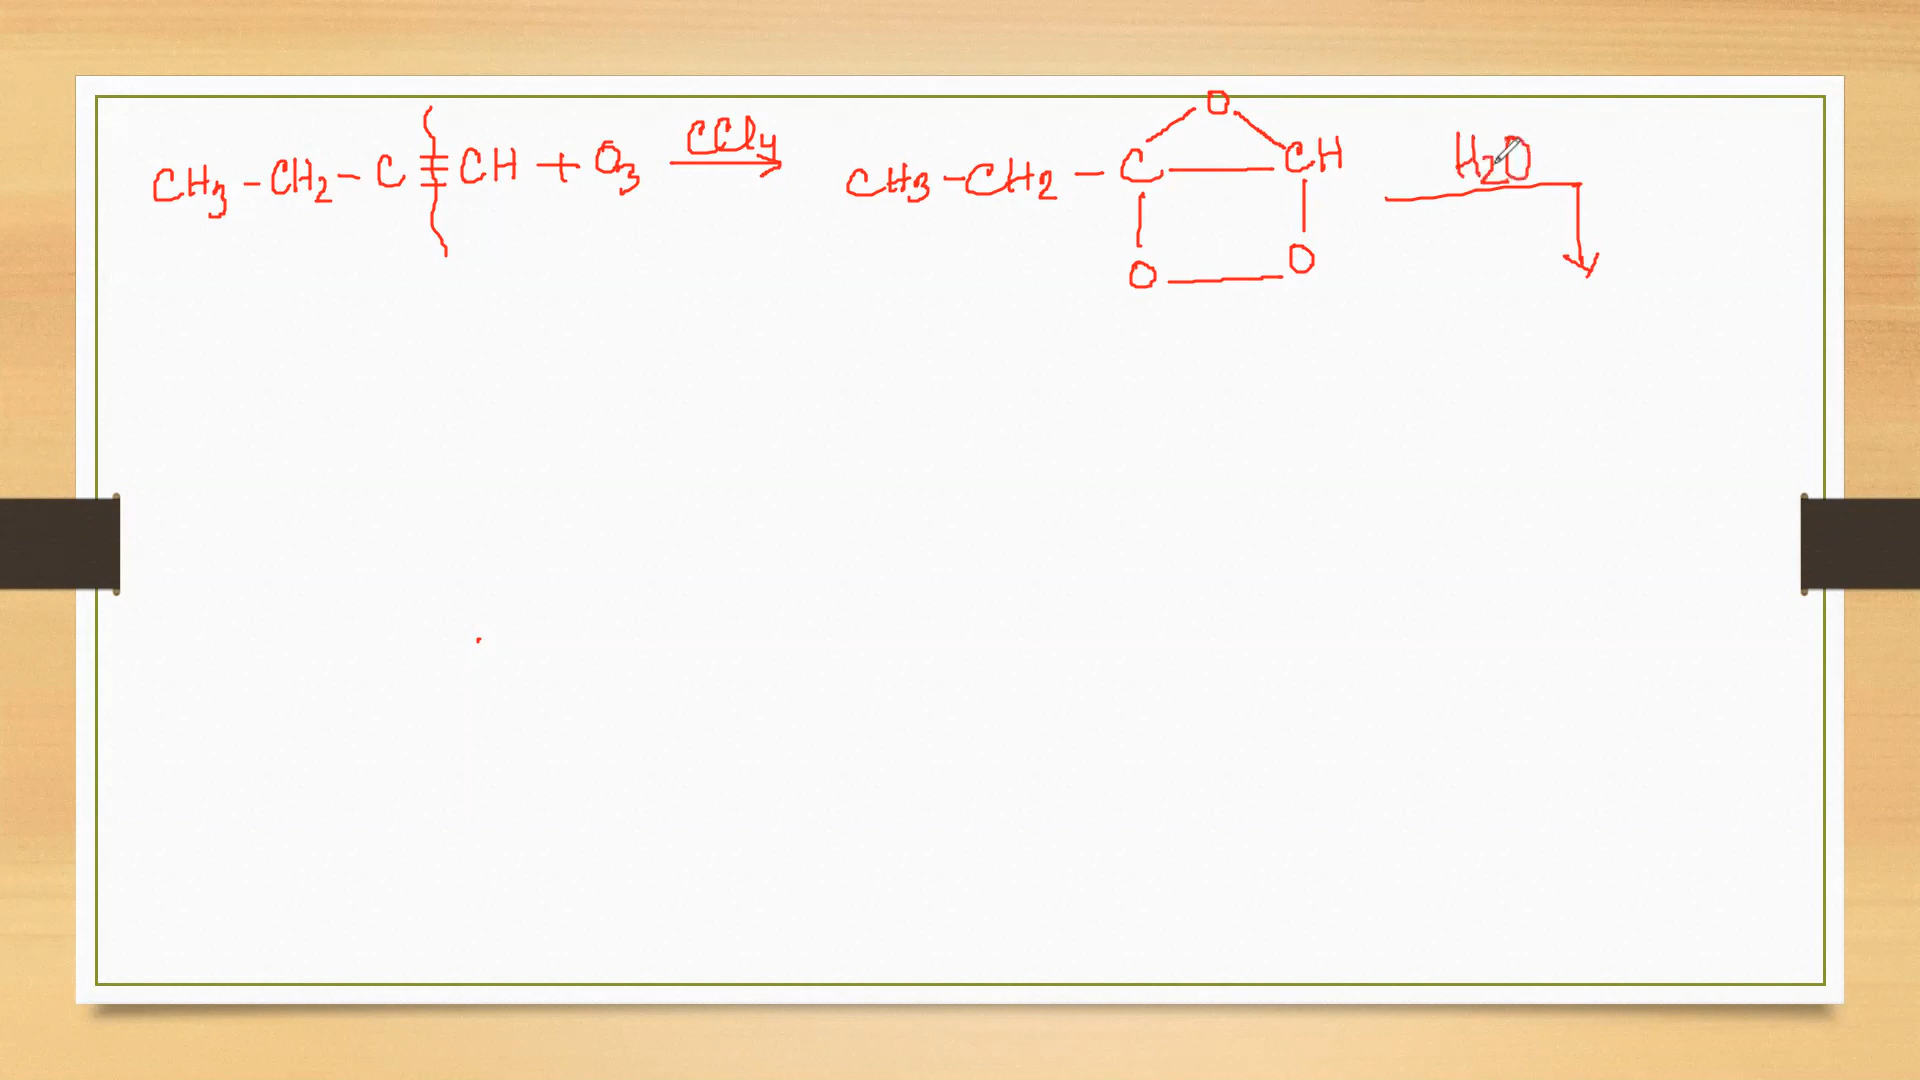 CH3 - CH2 - C ≡ CH + O3 CCl4 CH3 - CH2 - C - CH H2O
O
O O